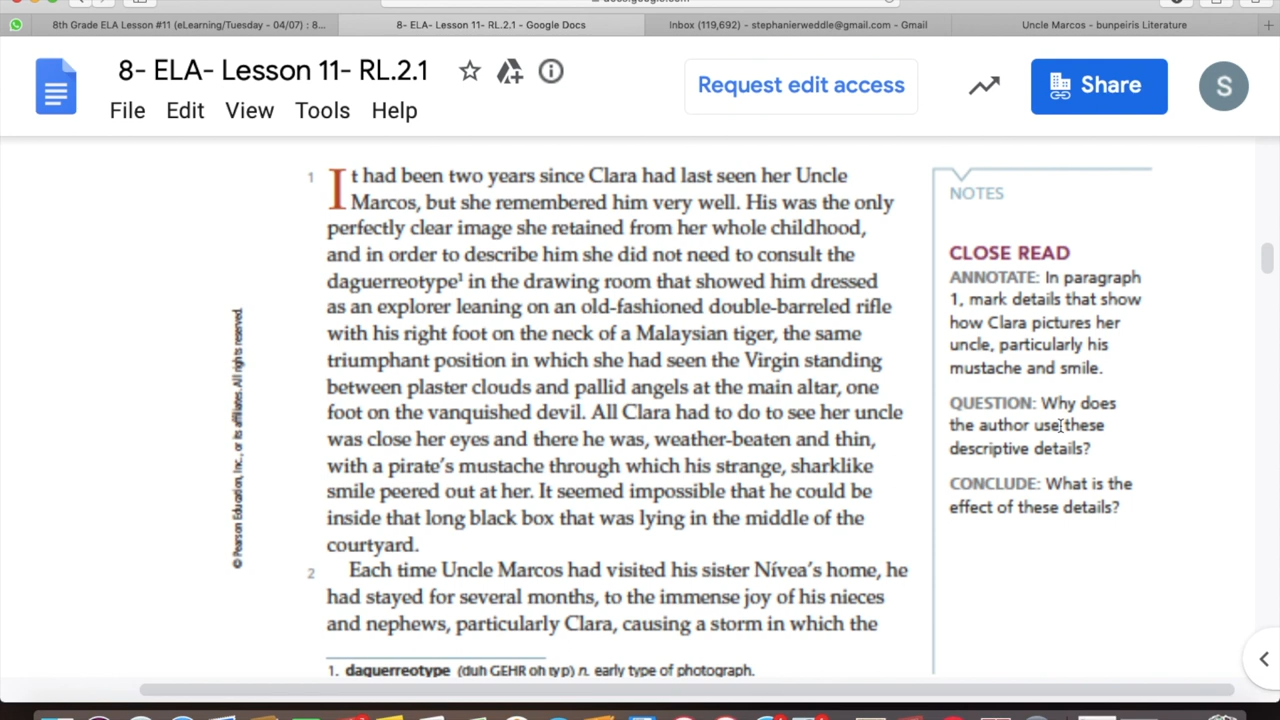 8th Grade ELA Lesson #11 (eLearning/Tuesday - 04/07) : 8...
8- ELA- Lesson 11- RL.2.1 - Google Docs
Inbox (119,692) - stephanierweddle@gmail.com - Gmail
Uncle Marcos - bunpeiris Literature
8- ELA- Lesson 11- RL.2.1
Request edit access
Share
S
File Edit View Tools Help
1
It had been two years since Clara had last seen her Uncle
Marcos, but she remembered him very well. His was the only
perfectly clear image she retained from her whole childhood,
and in order to describe him she did not need to consult the
daguerreotype¹ in the drawing room that showed him dressed
as an explorer leaning on an old-fashioned double-barreled rifle
with his right foot on the neck of a Malaysian tiger, the same
triumphant position in which she had seen the Virgin standing
between plaster clouds and pallid angels at the main altar, one
foot on the vanquished devil. All Clara had to do to see her uncle
was close her eyes and there he was, weather-beaten and thin,
with a pirate's mustache through which his strange, sharklike
smile peered out at her. It seemed impossible that he could be
inside that long black box that was lying in the middle of the
courtyard.
2
Each time Uncle Marcos had visited his sister Nívea's home, he
had stayed for several months, to the immense joy of his nieces
and nephews, particularly Clara, causing a storm in which the
1. daguerreotype (duh GEHR oh typ) n. early type of photograph.
© Pearson Education, Inc., or its affiliates. All rights reserved.
NOTES
CLOSE READ
ANNOTATE: In paragraph
1, mark details that show
how Clara pictures her
uncle, particularly his
mustache and smile.
QUESTION: Why does
the author use these
descriptive details?
CONCLUDE: What is the
effect of these details?